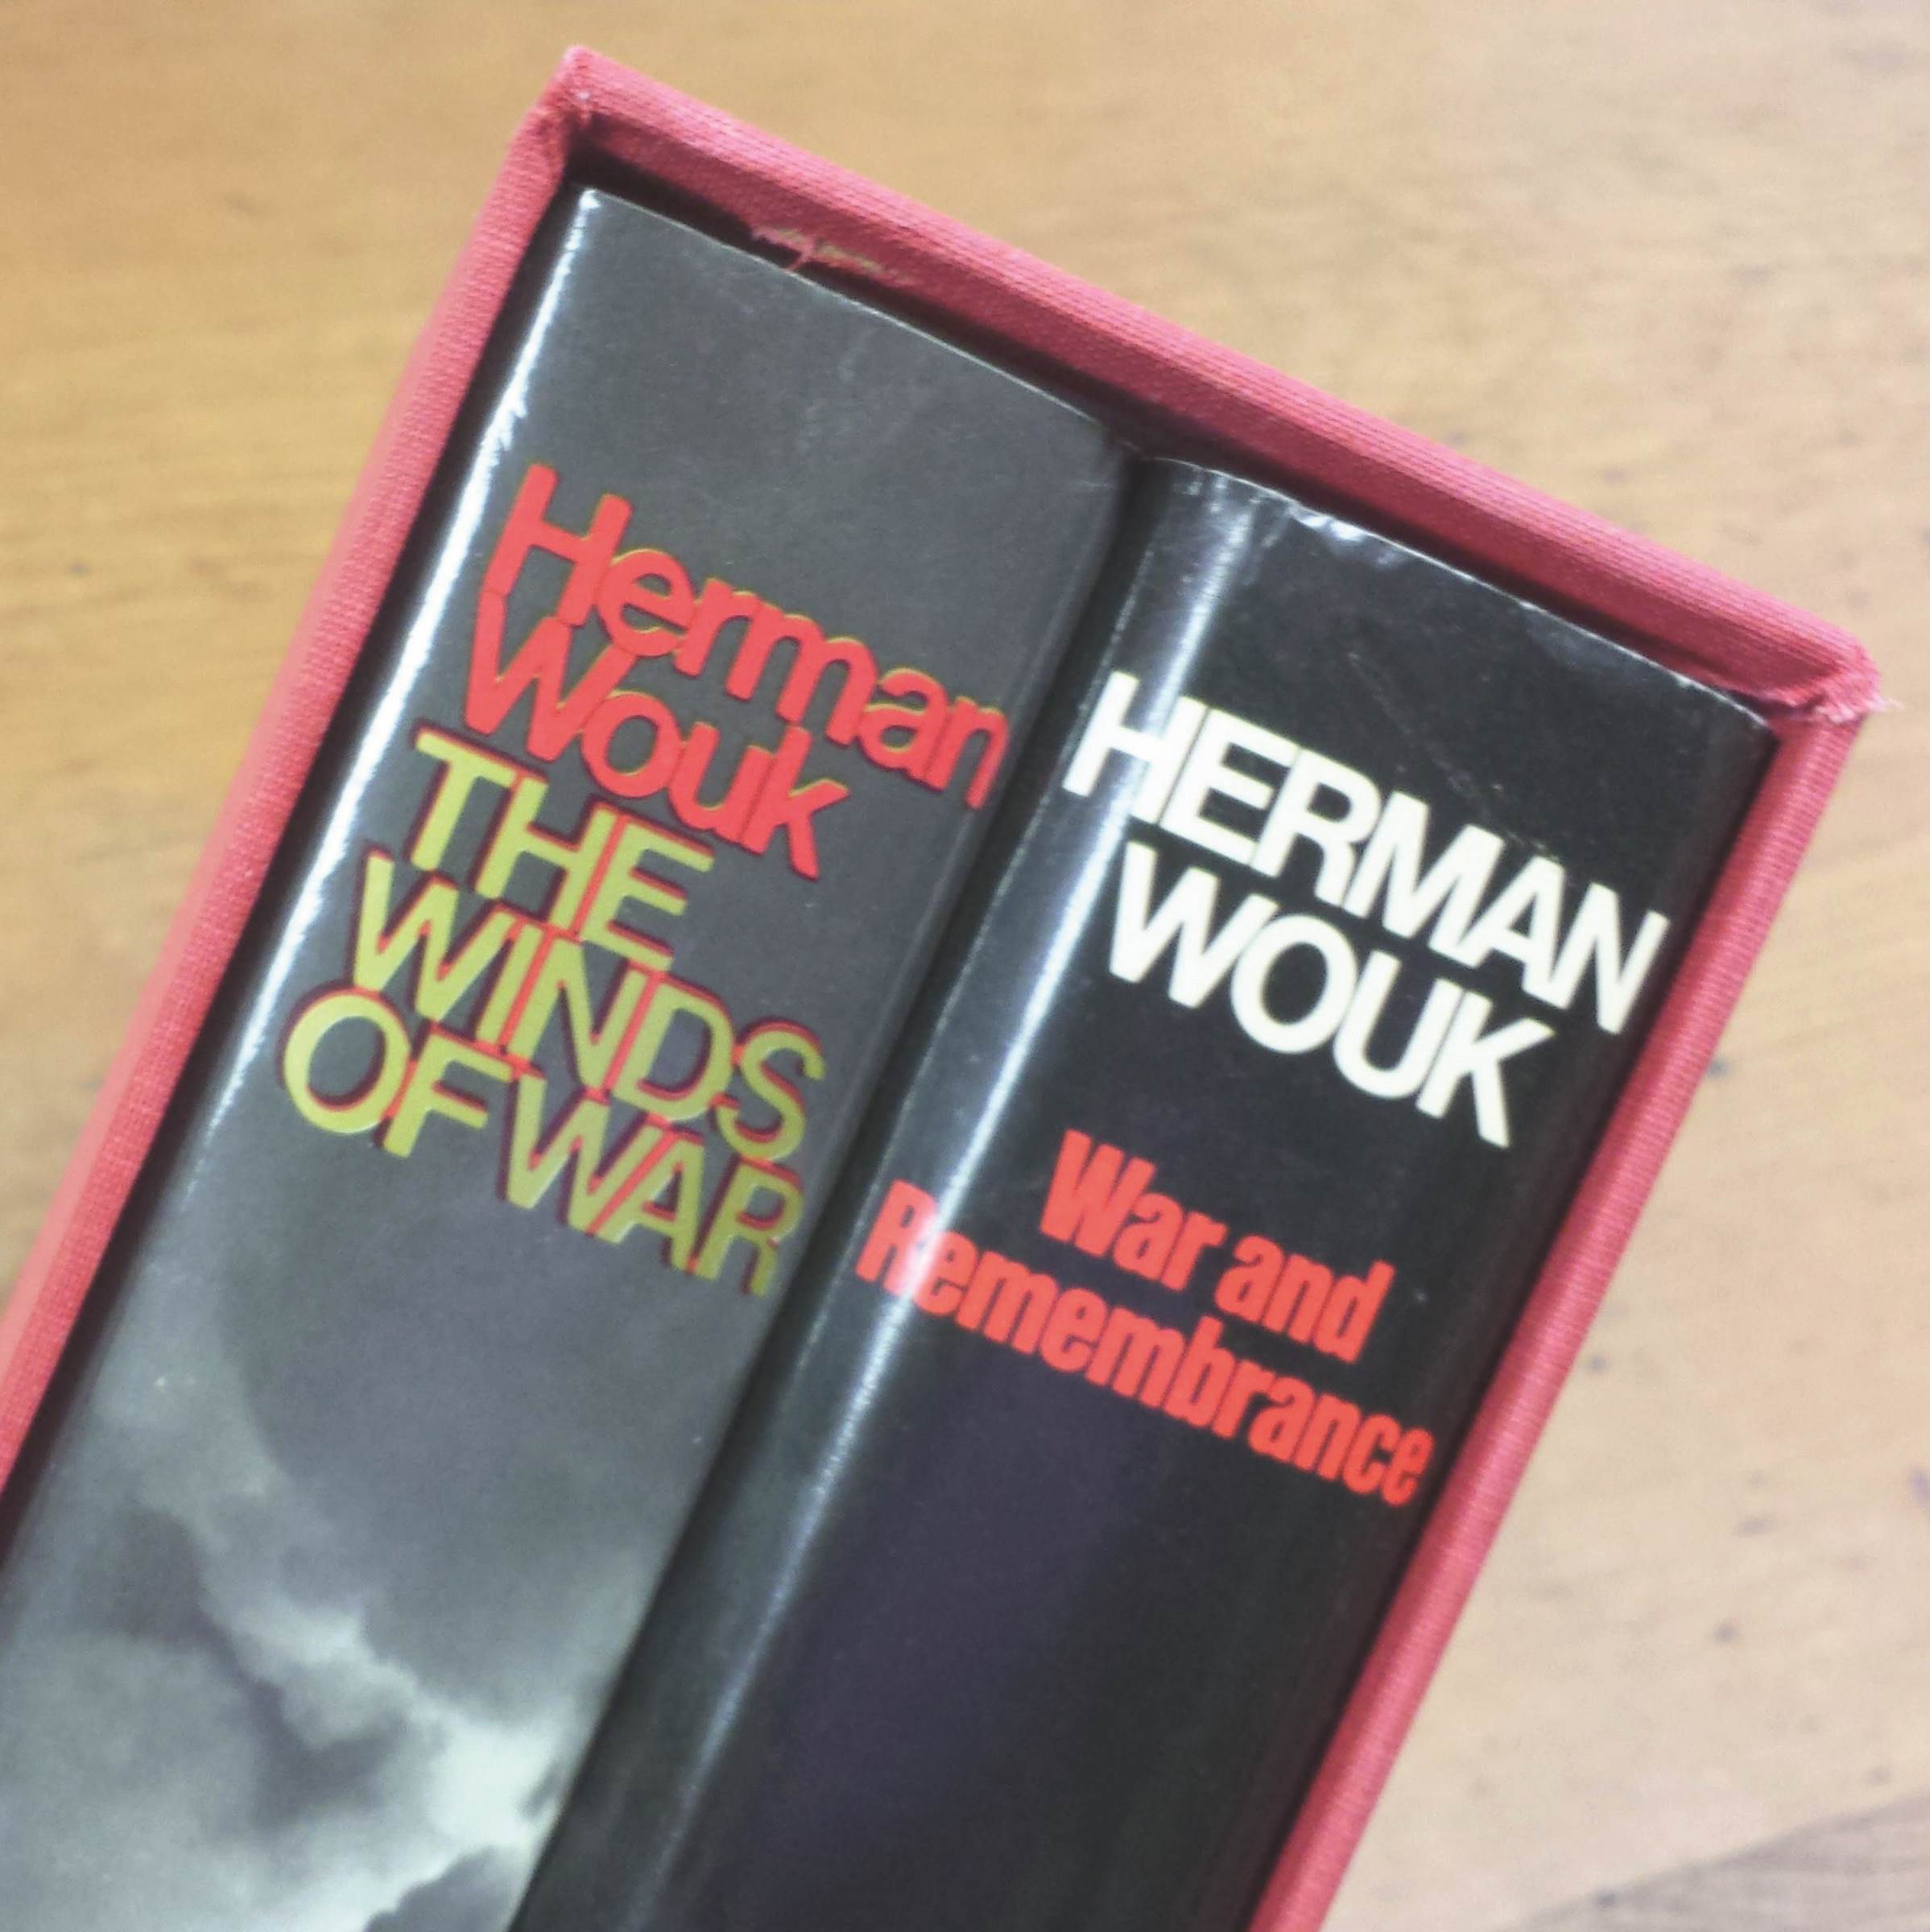 Herman
Wouk
THE
WINDS
OF WAR
HERMAN
WOUK
War and
Remembrance